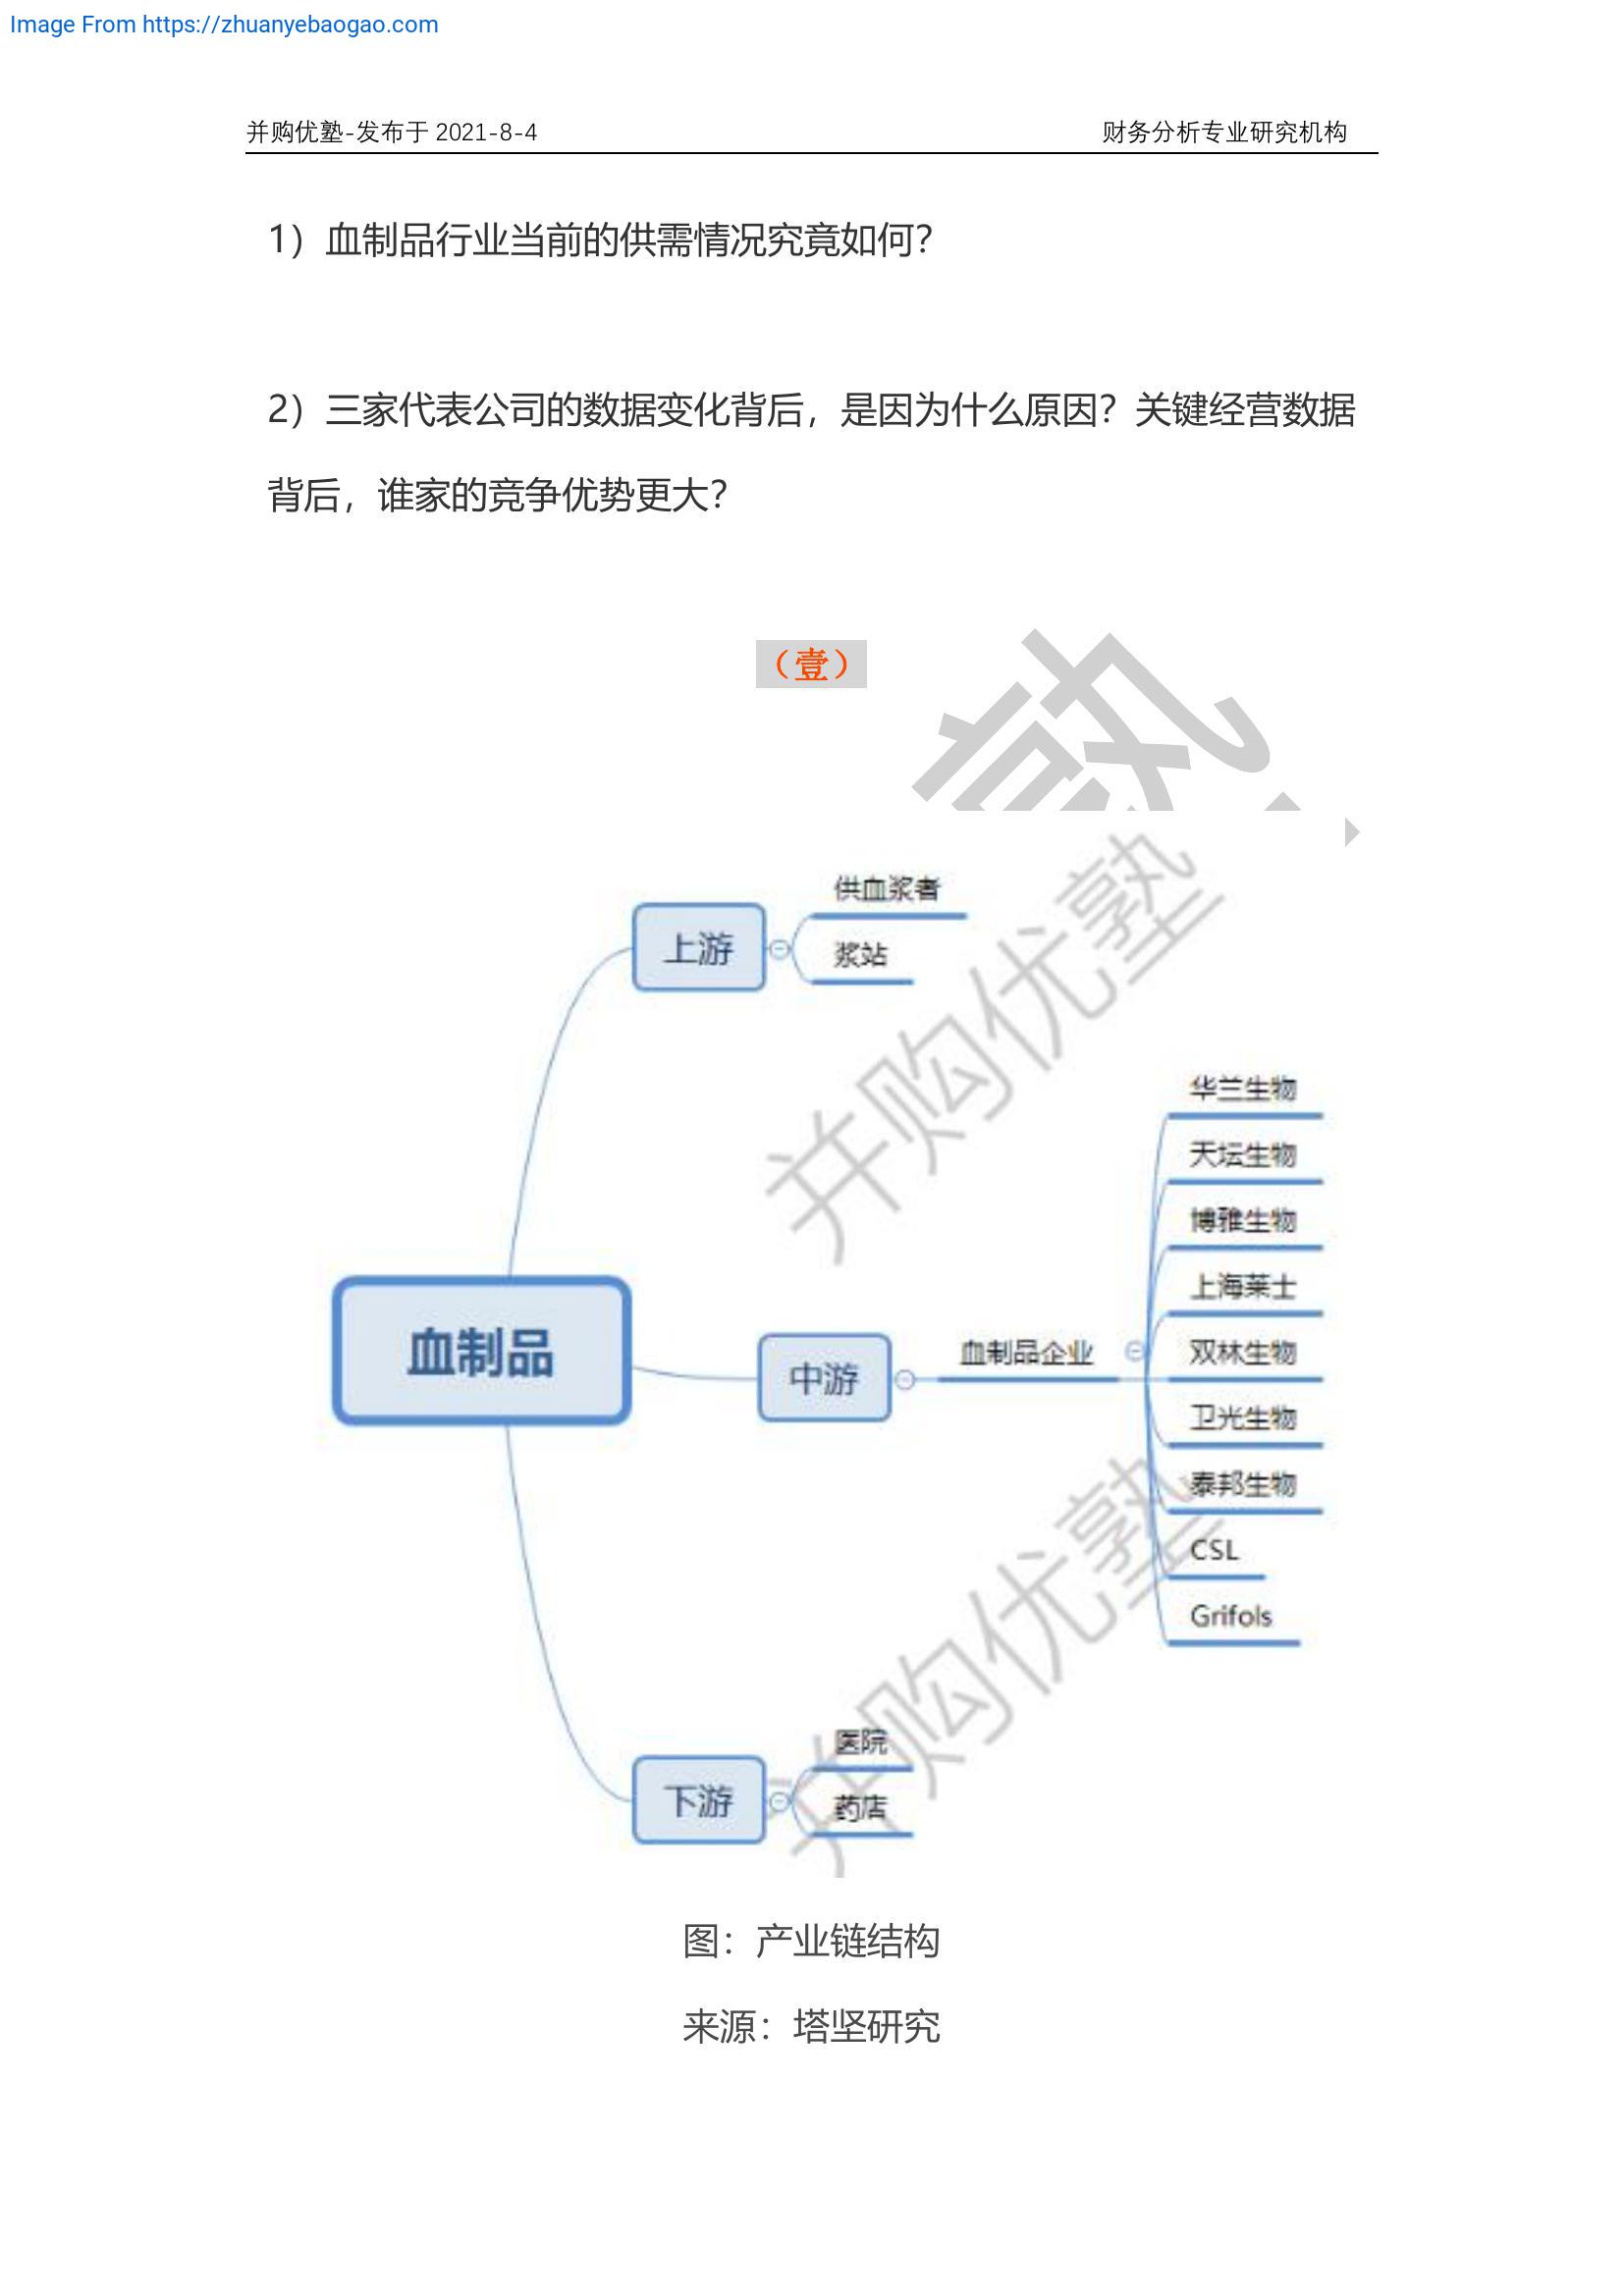 Image From https://zhuanyebaogao.com
并购优塾-发布于 2021-8-4
财务分析专业研究机构
1）血制品行业当前的供需情况究竟如何？
2）三家代表公司的数据变化背后，是因为什么原因？关键经营数据
背后，谁家的竞争优势更大？
（壹）
塾
并购优塾
供血浆者
上游
浆站
华兰生物
天坛生物
博雅生物
上海莱士
血制品
中游
血制品企业
双林生物
卫光生物
泰邦生物
CSL
Grifols
并购优塾
医院
下游
药店
图：产业链结构
来源：塔坚研究